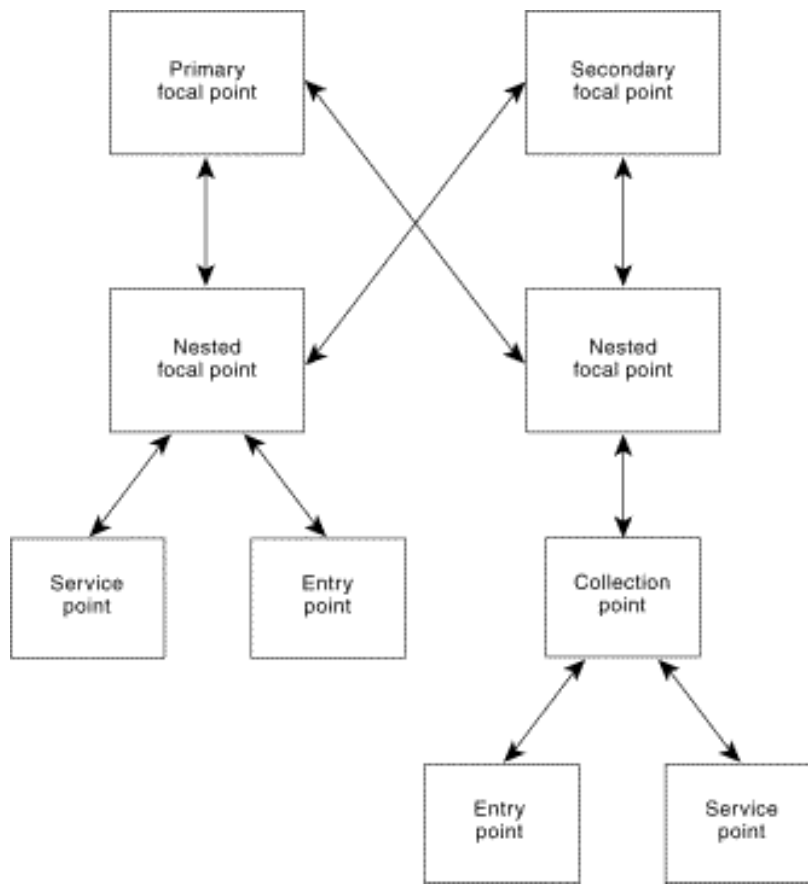 Primary
focal point
Secondary
focal point
Nested
focal point
Nested
focal point
Service
point
Entry
point
Collection
point
Entry
point
Service
point